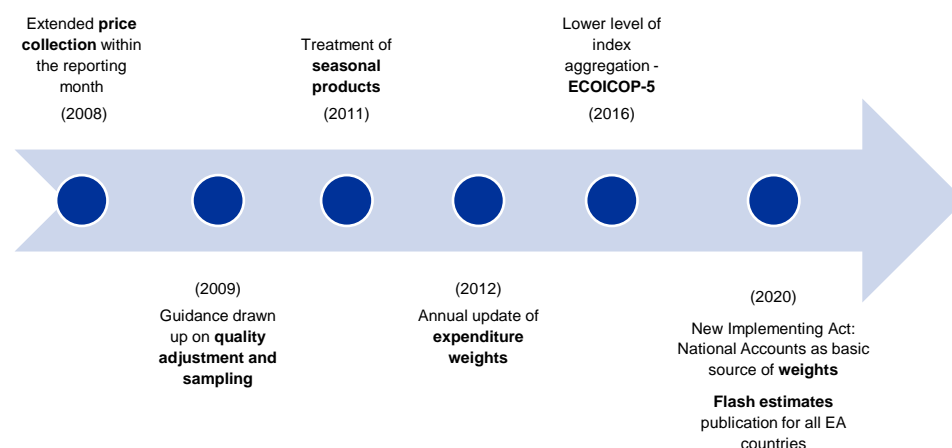 Extended price
collection within
the reporting
month
(2008)
Treatment of
seasonal
products
(2011)
Lower level of
index
aggregation -
ECOICOP-5
(2016)
(2009)
Guidance drawn
up on quality
adjustment and
sampling
(2012)
Annual update of
expenditure
weights
(2020)
New Implementing Act:
National Accounts as basic
source of weights
Flash estimates
publication for all EA
countries